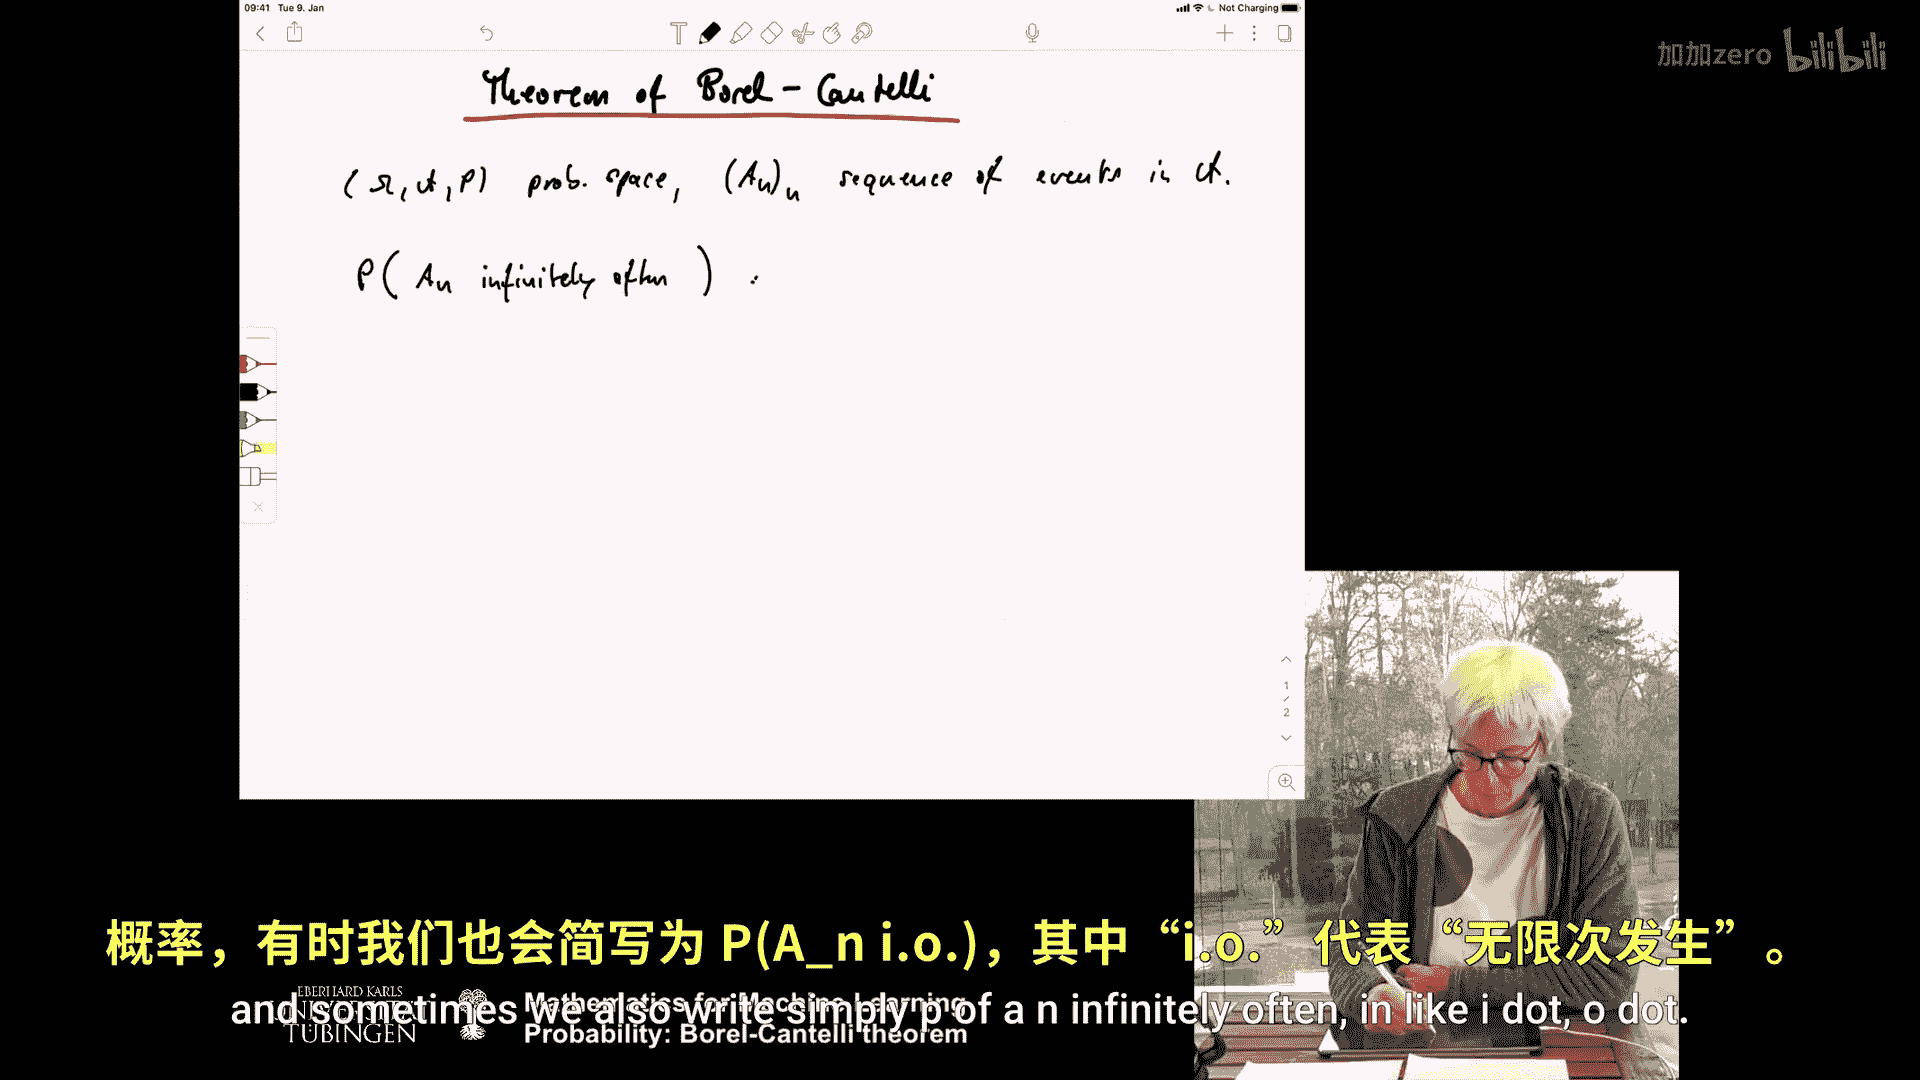 09:41 Tue 9. Jan
Not Charging
加加zero bilibili
Theorem of Borel - Cantelli
(Ω, A, P) prob. space, (An)n sequence of events in A.
P( An infinitely often ) :
1
2
概率，有时我们也会简写为 P(A_n i.o.)，其中“i.o.”代表“无限次发生”。
and sometimes we also write simply p of a n infinitely often, in like i dot, o dot.
EBERHARD KARLS
UNIVERSITÄT
TÜBINGEN
Mathematics for Machine Learning
Probability: Borel-Cantelli theorem